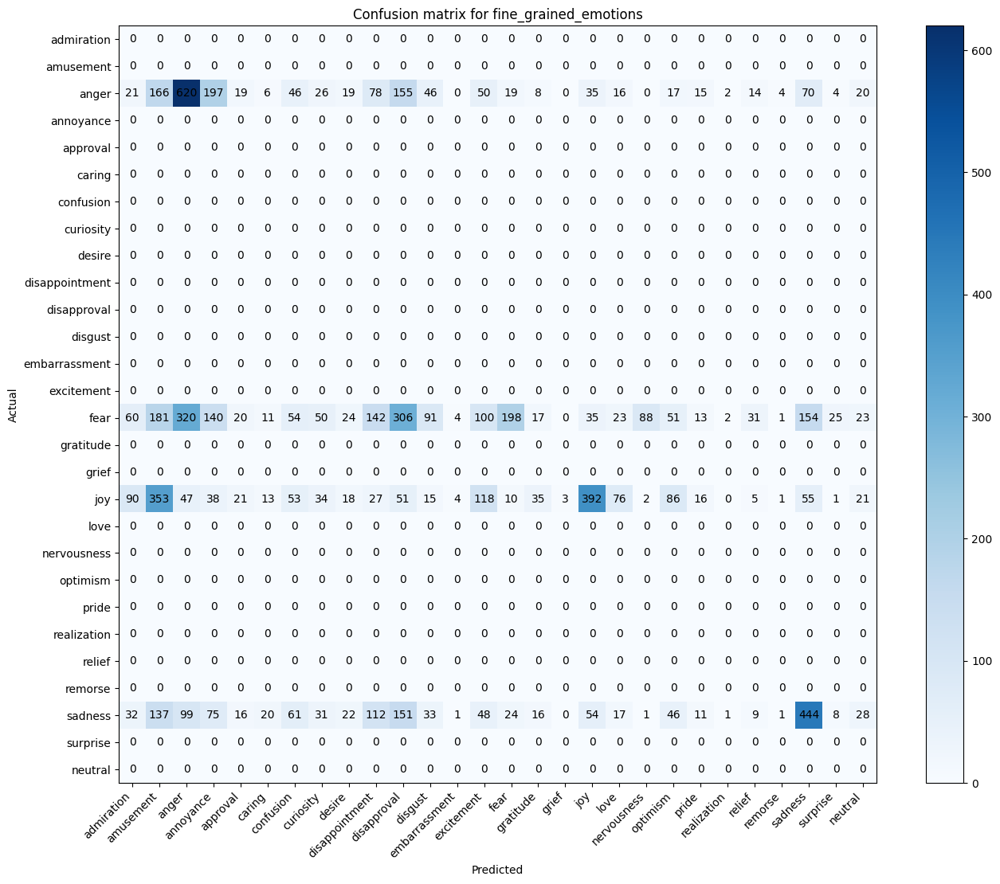 Confusion matrix for fine_grained_emotions
admiration 0 0 0 0 0 0 0 0 0 0 0 0 0 0 0 0 0 0 0 0 0 0 0 0 0 0 0 0
amusement 0 0 0 0 0 0 0 0 0 0 0 0 0 0 0 0 0 0 0 0 0 0 0 0 0 0 0 0
anger 21 166 620 197 19 6 46 26 19 78 155 46 0 50 19 8 0 35 16 0 17 15 2 14 4 70 4 20
annoyance 0 0 0 0 0 0 0 0 0 0 0 0 0 0 0 0 0 0 0 0 0 0 0 0 0 0 0 0
approval 0 0 0 0 0 0 0 0 0 0 0 0 0 0 0 0 0 0 0 0 0 0 0 0 0 0 0 0
caring 0 0 0 0 0 0 0 0 0 0 0 0 0 0 0 0 0 0 0 0 0 0 0 0 0 0 0 0
confusion 0 0 0 0 0 0 0 0 0 0 0 0 0 0 0 0 0 0 0 0 0 0 0 0 0 0 0 0
curiosity 0 0 0 0 0 0 0 0 0 0 0 0 0 0 0 0 0 0 0 0 0 0 0 0 0 0 0 0
desire 0 0 0 0 0 0 0 0 0 0 0 0 0 0 0 0 0 0 0 0 0 0 0 0 0 0 0 0
disappointment 0 0 0 0 0 0 0 0 0 0 0 0 0 0 0 0 0 0 0 0 0 0 0 0 0 0 0 0
disapproval 0 0 0 0 0 0 0 0 0 0 0 0 0 0 0 0 0 0 0 0 0 0 0 0 0 0 0 0
disgust 0 0 0 0 0 0 0 0 0 0 0 0 0 0 0 0 0 0 0 0 0 0 0 0 0 0 0 0
embarrassment 0 0 0 0 0 0 0 0 0 0 0 0 0 0 0 0 0 0 0 0 0 0 0 0 0 0 0 0
excitement 0 0 0 0 0 0 0 0 0 0 0 0 0 0 0 0 0 0 0 0 0 0 0 0 0 0 0 0
fear 60 181 320 140 20 11 54 50 24 142 306 91 4 100 198 17 0 35 23 88 51 13 2 31 1 154 25 23
gratitude 0 0 0 0 0 0 0 0 0 0 0 0 0 0 0 0 0 0 0 0 0 0 0 0 0 0 0 0
grief 0 0 0 0 0 0 0 0 0 0 0 0 0 0 0 0 0 0 0 0 0 0 0 0 0 0 0 0
joy 90 353 47 38 21 13 53 34 18 27 51 15 4 118 10 35 3 392 76 2 86 16 0 5 1 55 1 21
love 0 0 0 0 0 0 0 0 0 0 0 0 0 0 0 0 0 0 0 0 0 0 0 0 0 0 0 0
nervousness 0 0 0 0 0 0 0 0 0 0 0 0 0 0 0 0 0 0 0 0 0 0 0 0 0 0 0 0
optimism 0 0 0 0 0 0 0 0 0 0 0 0 0 0 0 0 0 0 0 0 0 0 0 0 0 0 0 0
pride 0 0 0 0 0 0 0 0 0 0 0 0 0 0 0 0 0 0 0 0 0 0 0 0 0 0 0 0
realization 0 0 0 0 0 0 0 0 0 0 0 0 0 0 0 0 0 0 0 0 0 0 0 0 0 0 0 0
relief 0 0 0 0 0 0 0 0 0 0 0 0 0 0 0 0 0 0 0 0 0 0 0 0 0 0 0 0
remorse 0 0 0 0 0 0 0 0 0 0 0 0 0 0 0 0 0 0 0 0 0 0 0 0 0 0 0 0
sadness 32 137 99 75 16 20 61 31 22 112 151 33 1 48 24 16 0 54 17 1 46 11 1 9 1 444 8 28
surprise 0 0 0 0 0 0 0 0 0 0 0 0 0 0 0 0 0 0 0 0 0 0 0 0 0 0 0 0
neutral 0 0 0 0 0 0 0 0 0 0 0 0 0 0 0 0 0 0 0 0 0 0 0 0 0 0 0 0
admiration amusement anger annoyance approval caring confusion curiosity desire disappointment disapproval disgust embarrassment excitement fear gratitude grief joy love nervousness optimism pride realization relief remorse sadness surprise neutral
Predicted
Actual
600
500
400
300
200
100
0